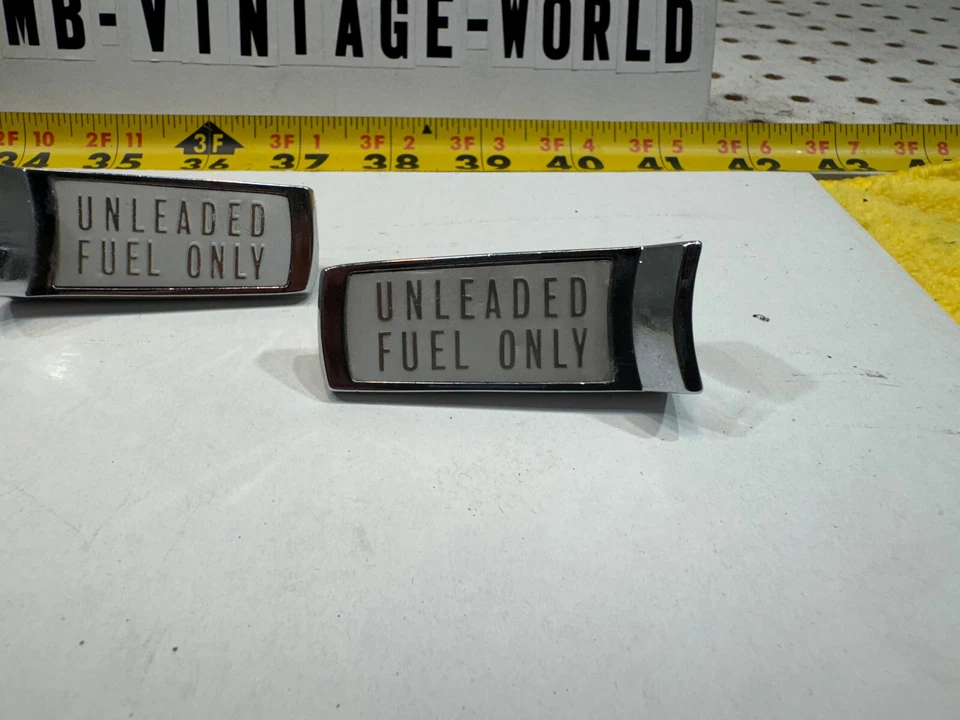 MB-VINTAGE-WORLD
2F 10 2F 11 3F 3F 1 3F 2 3F 3 3F 4 3F 5 3F 6 3F 7 3F 8
34 35 36 37 38 39 40 41 42 43
UNLEADED
FUEL ONLY
UNLEADED
FUEL ONLY